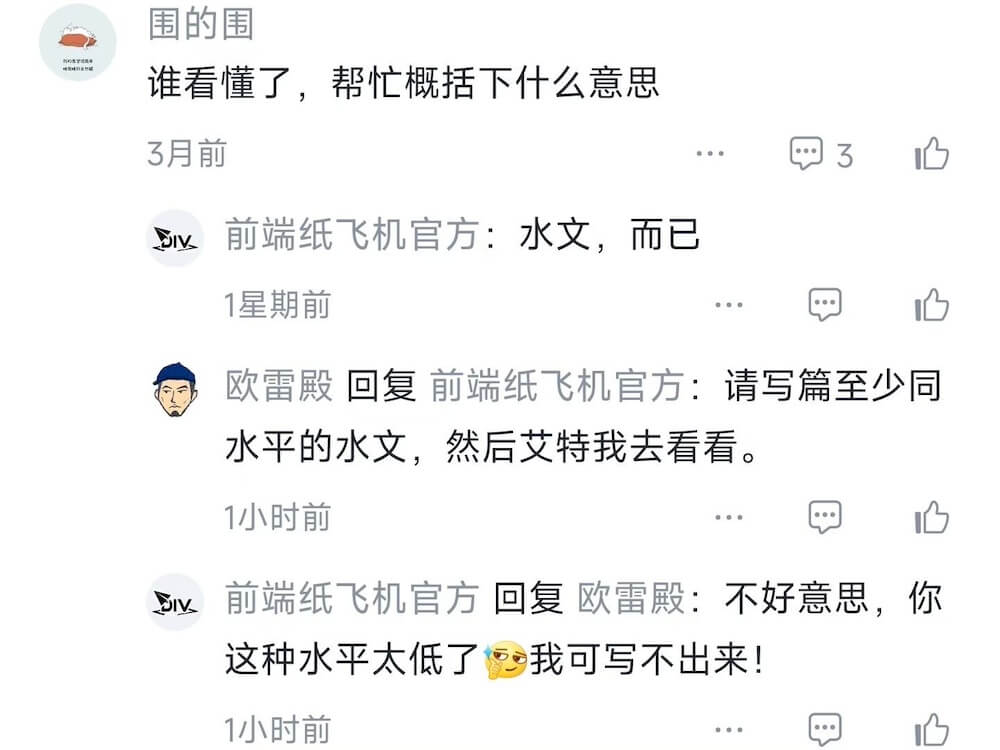 围的围
谁看懂了，帮忙概括下什么意思
3月前
3
前端纸飞机官方：水文，而已
1星期前
欧雷殿 回复 前端纸飞机官方：请写篇至少同
水平的水文，然后艾特我去看看。
1小时前
前端纸飞机官方 回复 欧雷殿：不好意思，你
这种水平太低了我可写不出来！
1小时前